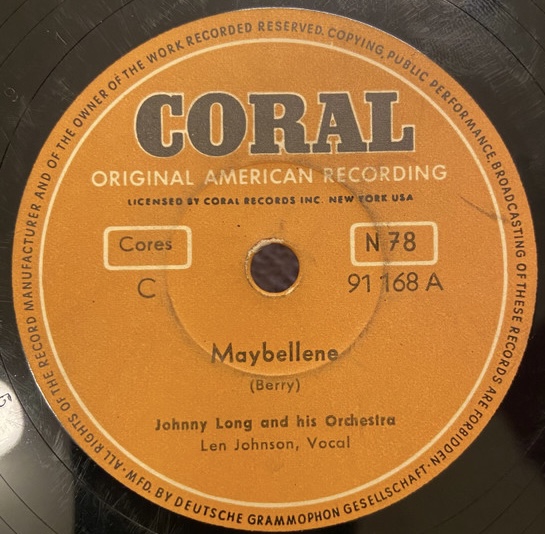 CORAL
ORIGINAL AMERICAN RECORDING
LICENSED BY CORAL RECORDS INC. NEW YORK USA
Cores
N 78
C
91 168 A
Maybellene
(Berry)
Johnny Long and his Orchestra
Len Johnson, Vocal
ALL RIGHTS OF THE RECORD MANUFACTURER AND OF THE OWNER OF THE WORK RECORDED RESERVED. COPYING, PUBLIC PERFORMANCE, BROADCASTING OF THESE RECORDS ARE FORBIDDEN
· MFD. BY DEUTSCHE GRAMMOPHON GESELLSCHAFT ·